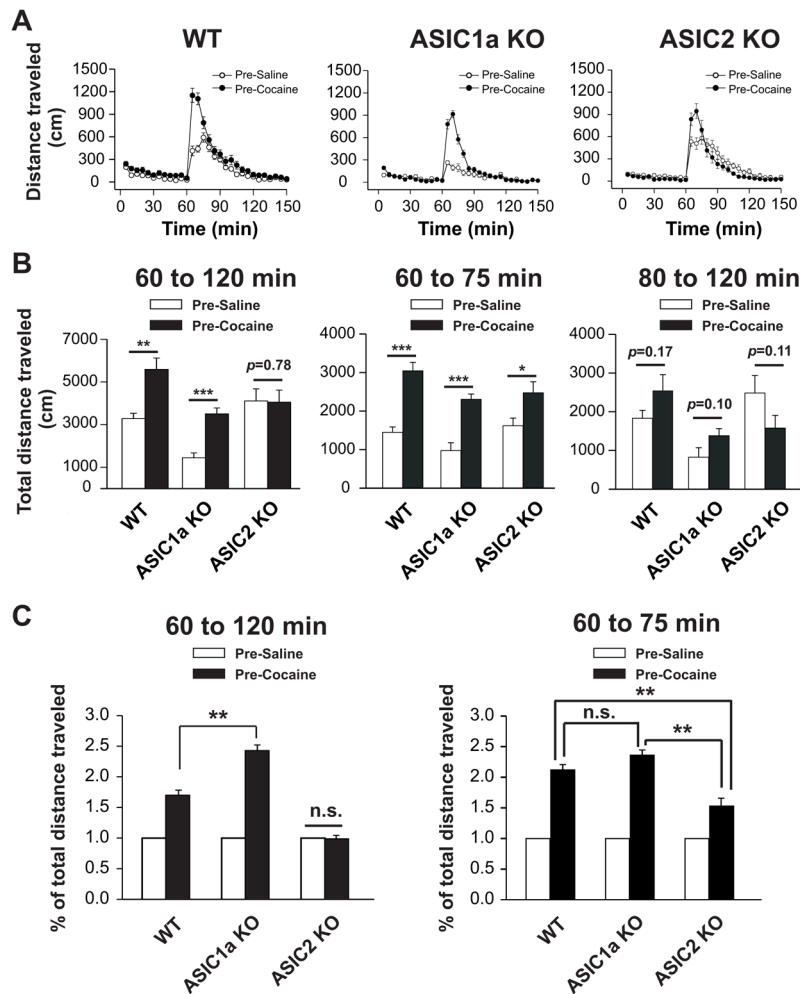 A
WT
ASIC1a KO
ASIC2 KO
Distance traveled
(cm)
1500
1200
900
600
300
0
Pre-Saline
Pre-Cocaine
0 30 60 90 120 150
Time (min)
1500
1200
900
600
300
0
Pre-Saline
Pre-Cocaine
0 30 60 90 120 150
Time (min)
1500
1200
900
600
300
0
Pre-Saline
Pre-Cocaine
0 30 60 90 120 150
Time (min)
B
60 to 120 min
Pre-Saline
Pre-Cocaine
Total distance traveled
(cm)
7000
5000
3000
1000
0
**
***
p=0.78
WT
ASIC1a KO
ASIC2 KO
60 to 75 min
Pre-Saline
Pre-Cocaine
4000
3000
2000
1000
0
***
***
*
WT
ASIC1a KO
ASIC2 KO
80 to 120 min
Pre-Saline
Pre-Cocaine
4000
3000
2000
1000
0
p=0.17
p=0.10
p=0.11
WT
ASIC1a KO
ASIC2 KO
C
60 to 120 min
Pre-Saline
Pre-Cocaine
% of total distance traveled
3.0
2.5
2.0
1.5
1.0
0.5
0.0
**
n.s.
WT
ASIC1a KO
ASIC2 KO
60 to 75 min
Pre-Saline
Pre-Cocaine
% of total distance traveled
3.0
2.5
2.0
1.5
1.0
0.5
0.0
**
n.s.
**
WT
ASIC1a KO
ASIC2 KO